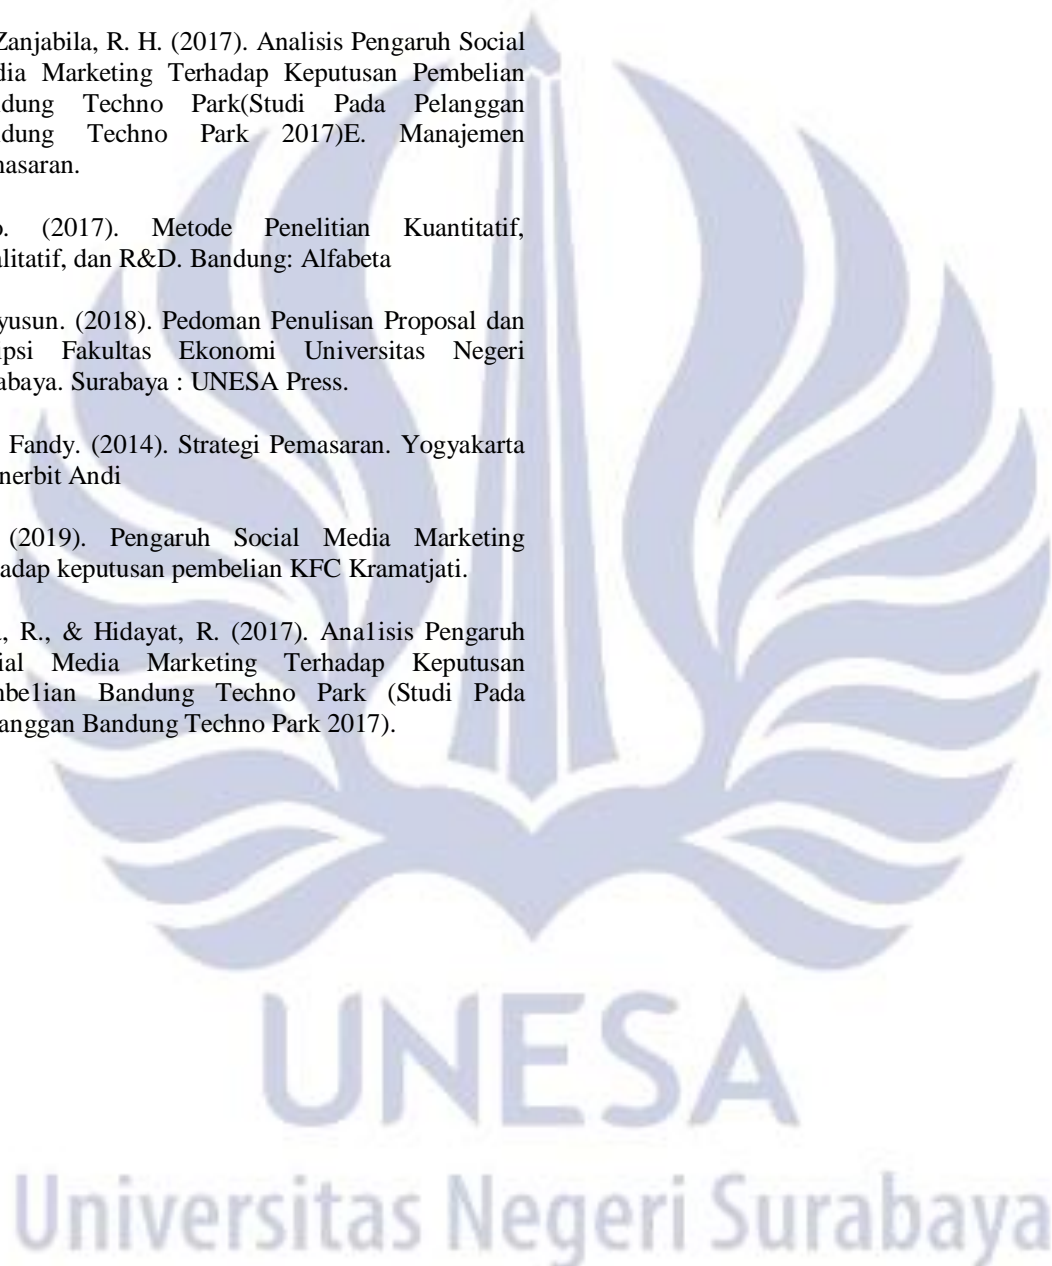 Zanjabila, R. H. (2017). Analisis Pengaruh Social
dia Marketing Terhadap Keputusan Pembelian
dung Techno Park(Studi Pada Pelanggan
dung Techno Park 2017)E. Manajemen
nasaran.
o. (2017). Metode Penelitian Kuantitatif,
alitatif, dan R&D. Bandung: Alfabeta
yusun. (2018). Pedoman Penulisan Proposal dan
ipsi Fakultas Ekonomi Universitas Negeri
abaya. Surabaya : UNESA Press.
Fandy. (2014). Strategi Pemasaran. Yogyakarta
nerbit Andi
(2019). Pengaruh Social Media Marketing
adap keputusan pembelian KFC Kramatjati.
, R., & Hidayat, R. (2017). Ana1isis Pengaruh
ial Media Marketing Terhadap Keputusan
nbe1ian Bandung Techno Park (Studi Pada
anggan Bandung Techno Park 2017).
UNESA
Universitas Negeri Surabaya